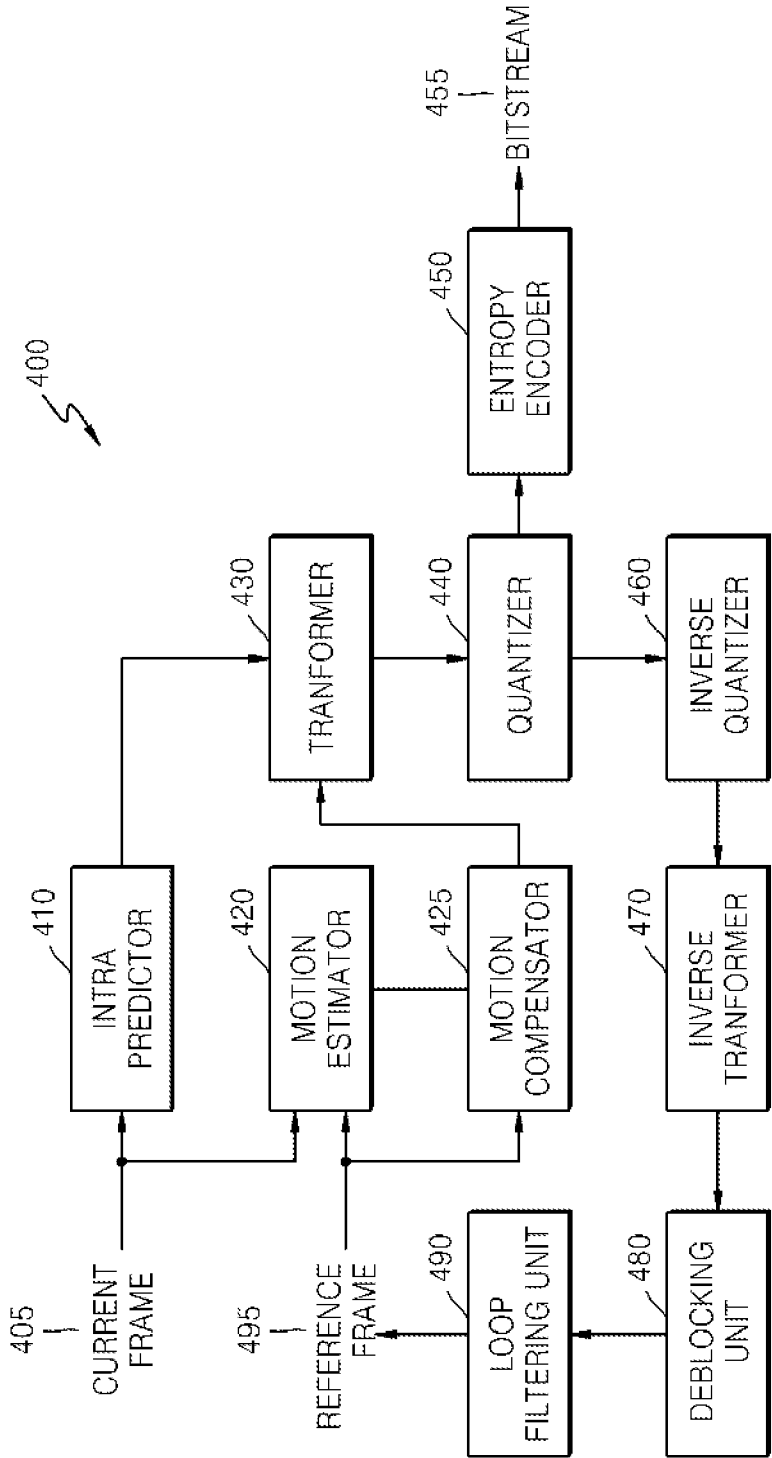 400
405
CURRENT
FRAME
410
INTRA
PREDICTOR
495
REFERENCE
FRAME
420
MOTION
ESTIMATOR
430
TRANFORMER
490
LOOP
FILTERING UNIT
425
MOTION
COMPENSATOR
440
QUANTIZER
450
ENTROPY
ENCODER
455
BITSTREAM
480
DEBLOCKING
UNIT
470
INVERSE
TRANFORMER
460
INVERSE
QUANTIZER